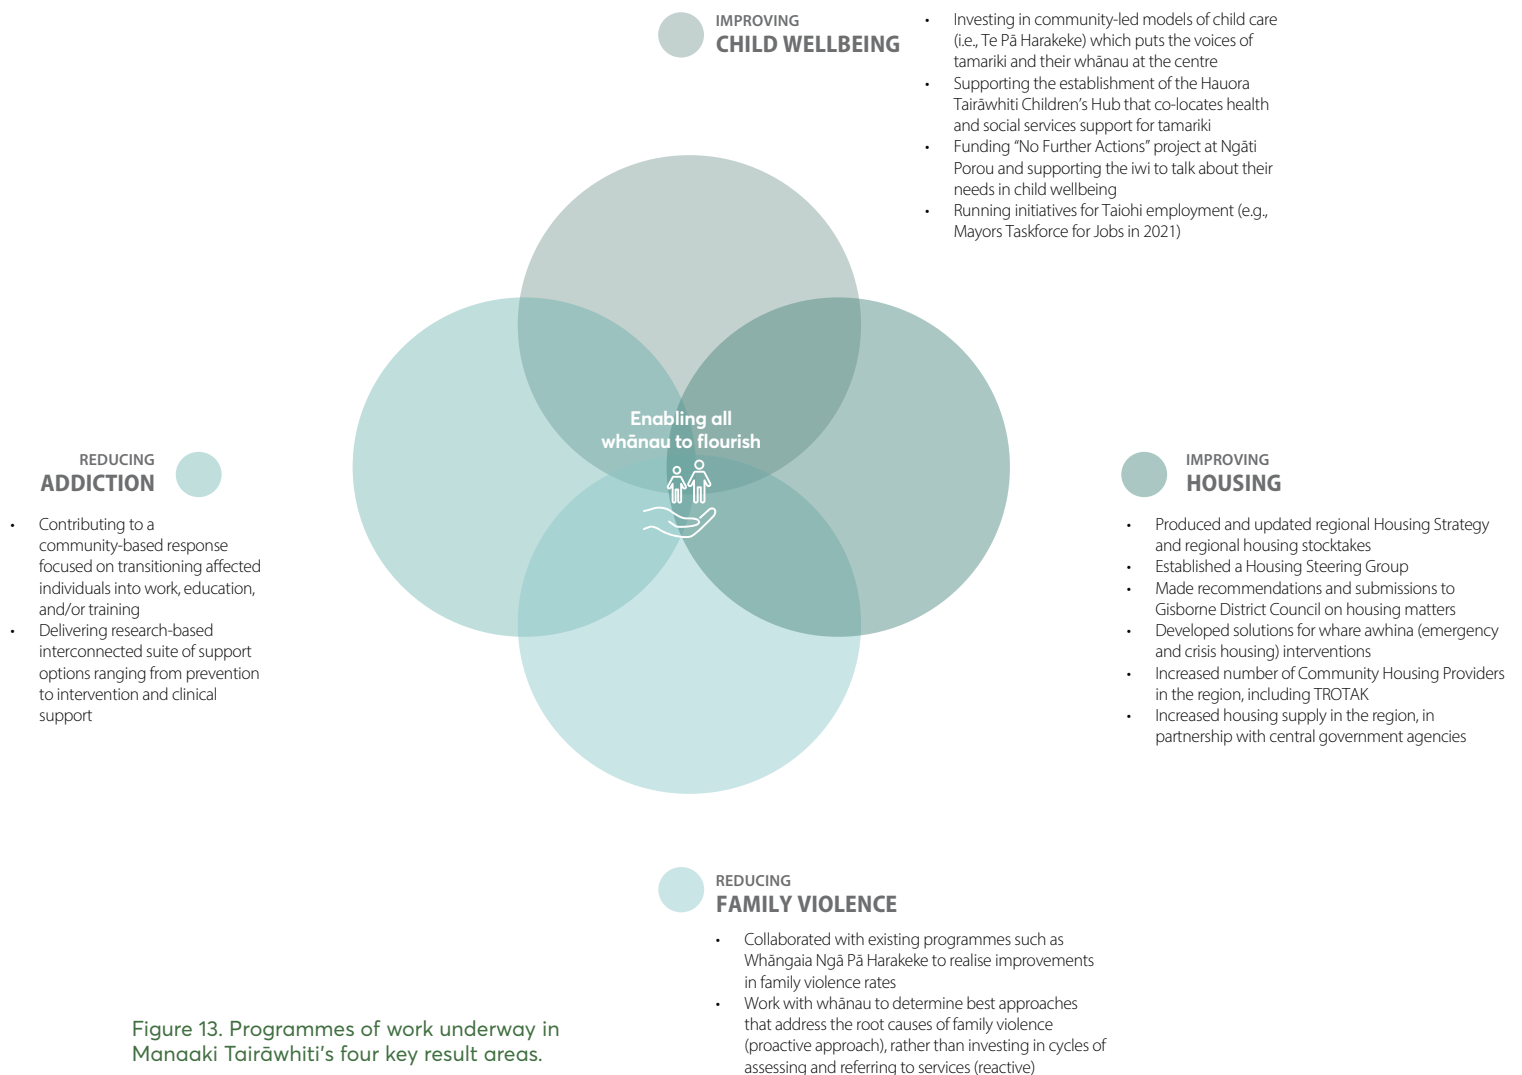 IMPROVING
CHILD WELLBEING
• Investing in community-led models of child care
(i.e., Te Pā Harakeke) which puts the voices of
tamariki and their whānau at the centre
• Supporting the establishment of the Hauora
Tairāwhiti Children's Hub that co-locates health
and social services support for tamariki
• Funding “No Further Actions” project at Ngāti
Porou and supporting the iwi to talk about their
needs in child wellbeing
• Running initiatives for Taiohi employment (e.g.,
Mayors Taskforce for Jobs in 2021)
Enabling all
whānau to flourish
REDUCING
ADDICTION
• Contributing to a
community-based response
focused on transitioning affected
individuals into work, education,
and/or training
• Delivering research-based
interconnected suite of support
options ranging from prevention
to intervention and clinical
support
IMPROVING
HOUSING
• Produced and updated regional Housing Strategy
and regional housing stocktakes
• Established a Housing Steering Group
• Made recommendations and submissions to
Gisborne District Council on housing matters
• Developed solutions for whare awhina (emergency
and crisis housing) interventions
• Increased number of Community Housing Providers
in the region, including TROTAK
• Increased housing supply in the region, in
partnership with central government agencies
REDUCING
FAMILY VIOLENCE
• Collaborated with existing programmes such as
Whāngaia Ngā Pā Harakeke to realise improvements
in family violence rates
• Work with whānau to determine best approaches
that address the root causes of family violence
(proactive approach), rather than investing in cycles of
assessing and referring to services (reactive)
Figure 13. Programmes of work underway in
Manaaki Tairāwhiti's four key result areas.